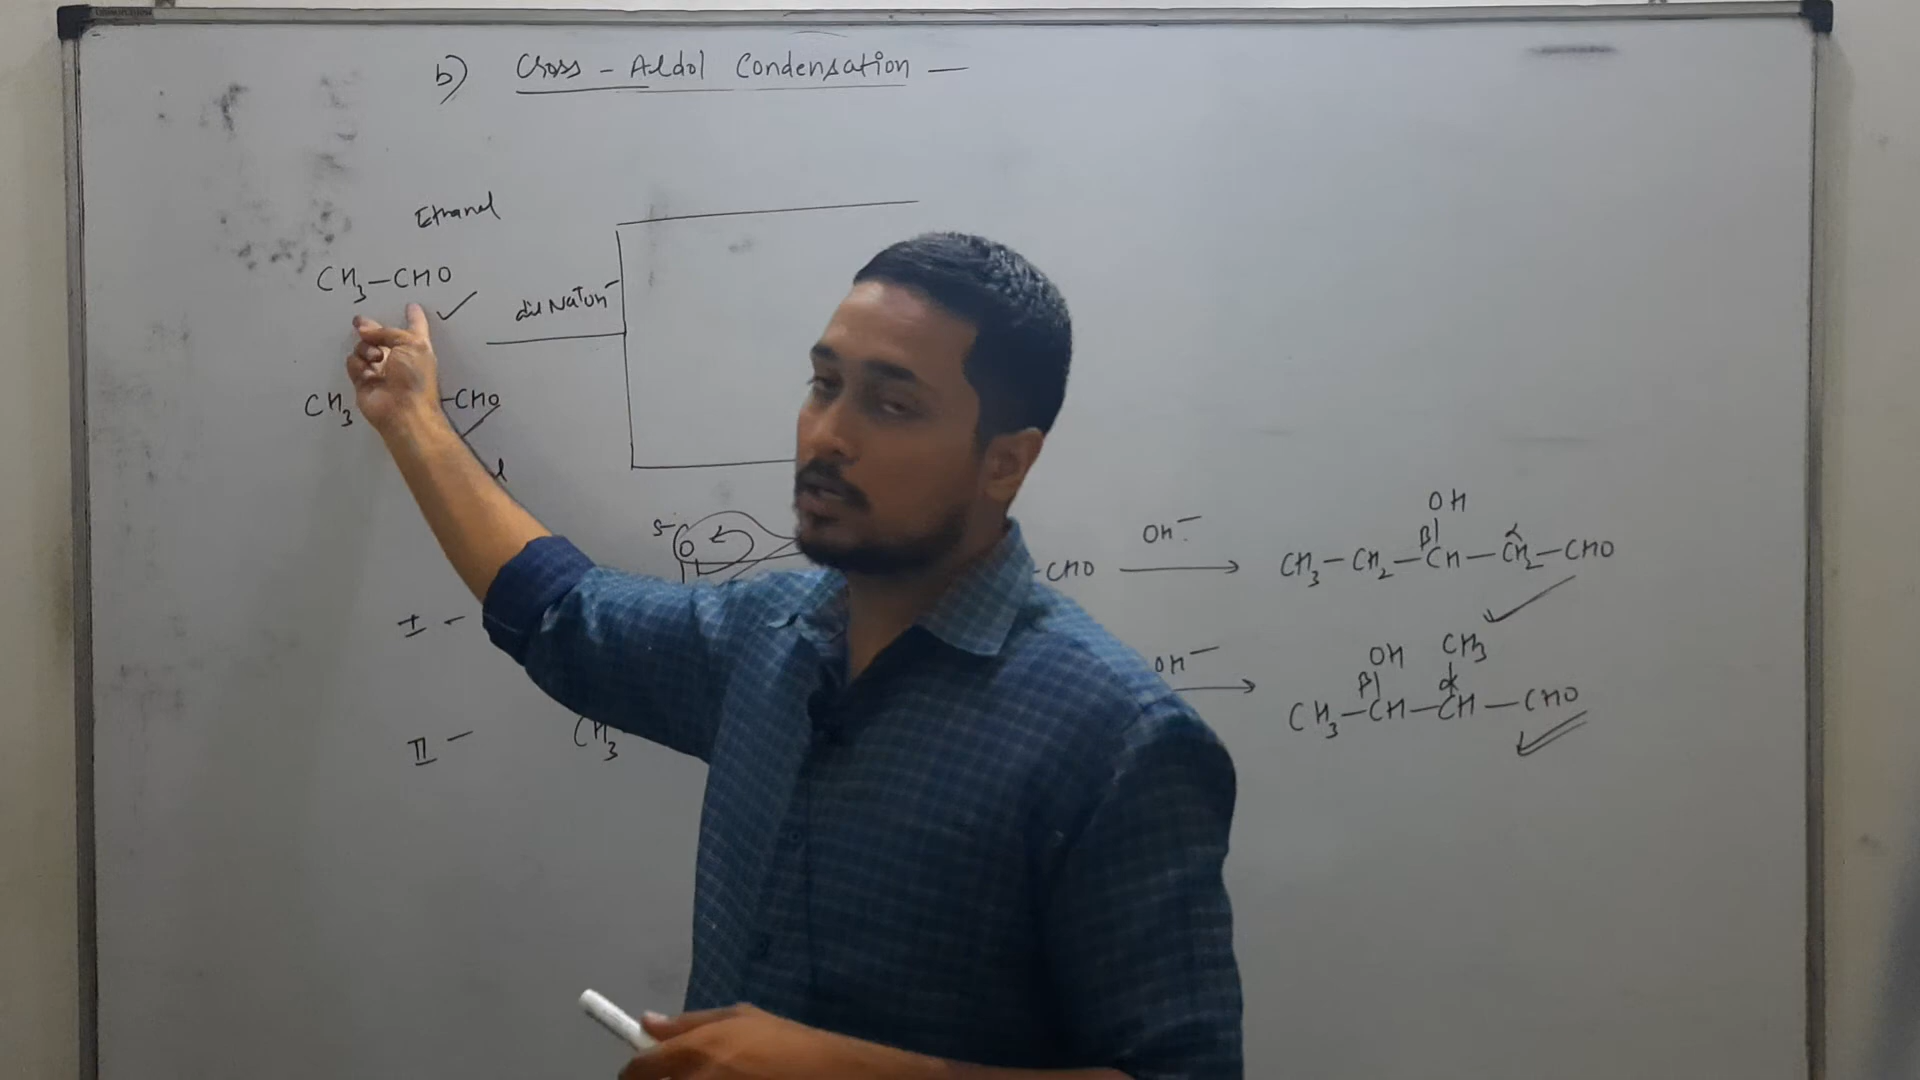 b) Cross - Aldol Condensation —
Ethanal
CH₃—CHO
dil NaOH
CH₃ —CHO
δ⁻ O
I -
—CHO
OH⁻
OH
CH₃—CH₂—CH—CH₂—CHO
β α
II -
CH₃
OH⁻
OH CH₃
β α
CH₃—CH—CH—CHO